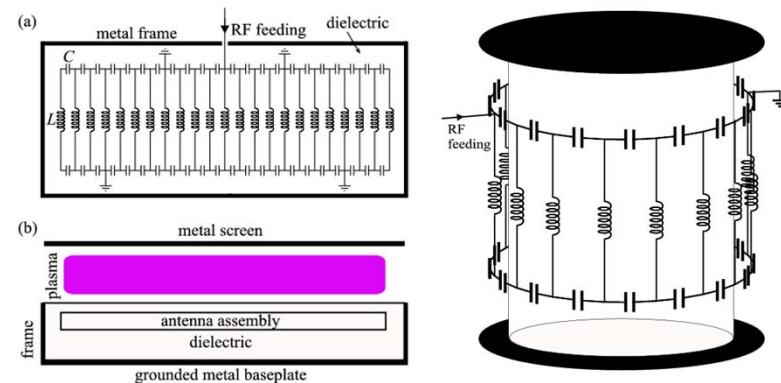 (a)
metal frame
RF feeding
dielectric
C
L
(b)
metal screen
plasma
antenna assembly
dielectric
frame
grounded metal baseplate
RF
feeding